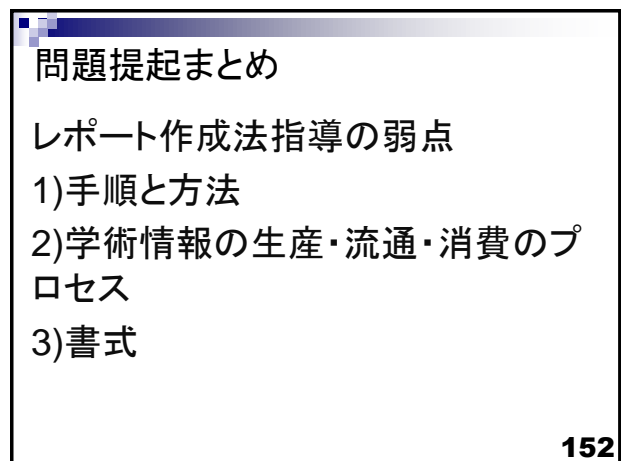 問題提起まとめ
レポート作成法指導の弱点
1)手順と方法
2)学術情報の生産・流通・消費のプ
ロセス
3)書式
152